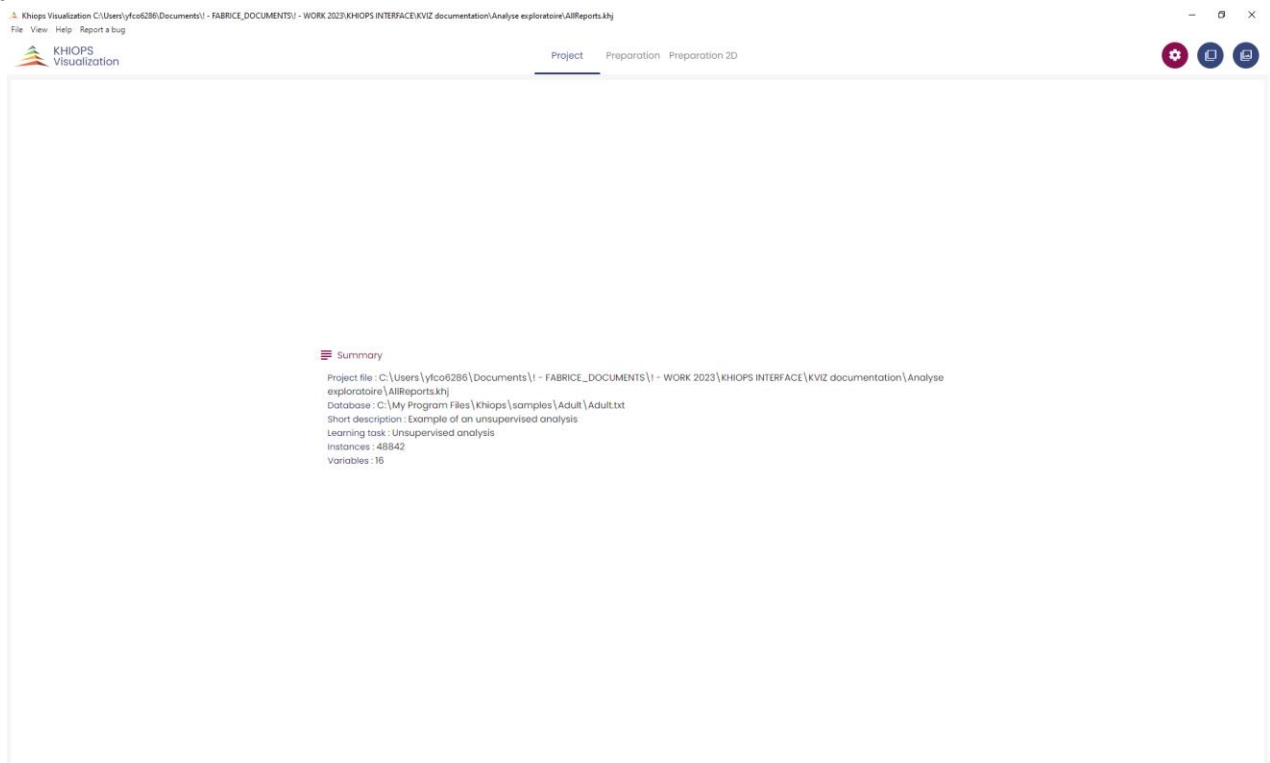 Khiops Visualization C:\Users\yfco6286\Documents\! - FABRICE_DOCUMENTS\! - WORK 2023\KHIOPS INTERFACE\KVIZ documentation\Analyse exploratoire\AllReports.khj
File View Help Report a bug
KHIOPS
Visualization
Project Preparation Preparation 2D
Summary
Project file : C:\Users\yfco6286\Documents\! - FABRICE_DOCUMENTS\! - WORK 2023\KHIOPS INTERFACE\KVIZ documentation\Analyse
exploratoire\AllReports.khj
Database : C:\My Program Files\Khiops\samples\Adult\Adult.txt
Short description : Example of an unsupervised analysis
Learning task : Unsupervised analysis
Instances : 48842
Variables : 16